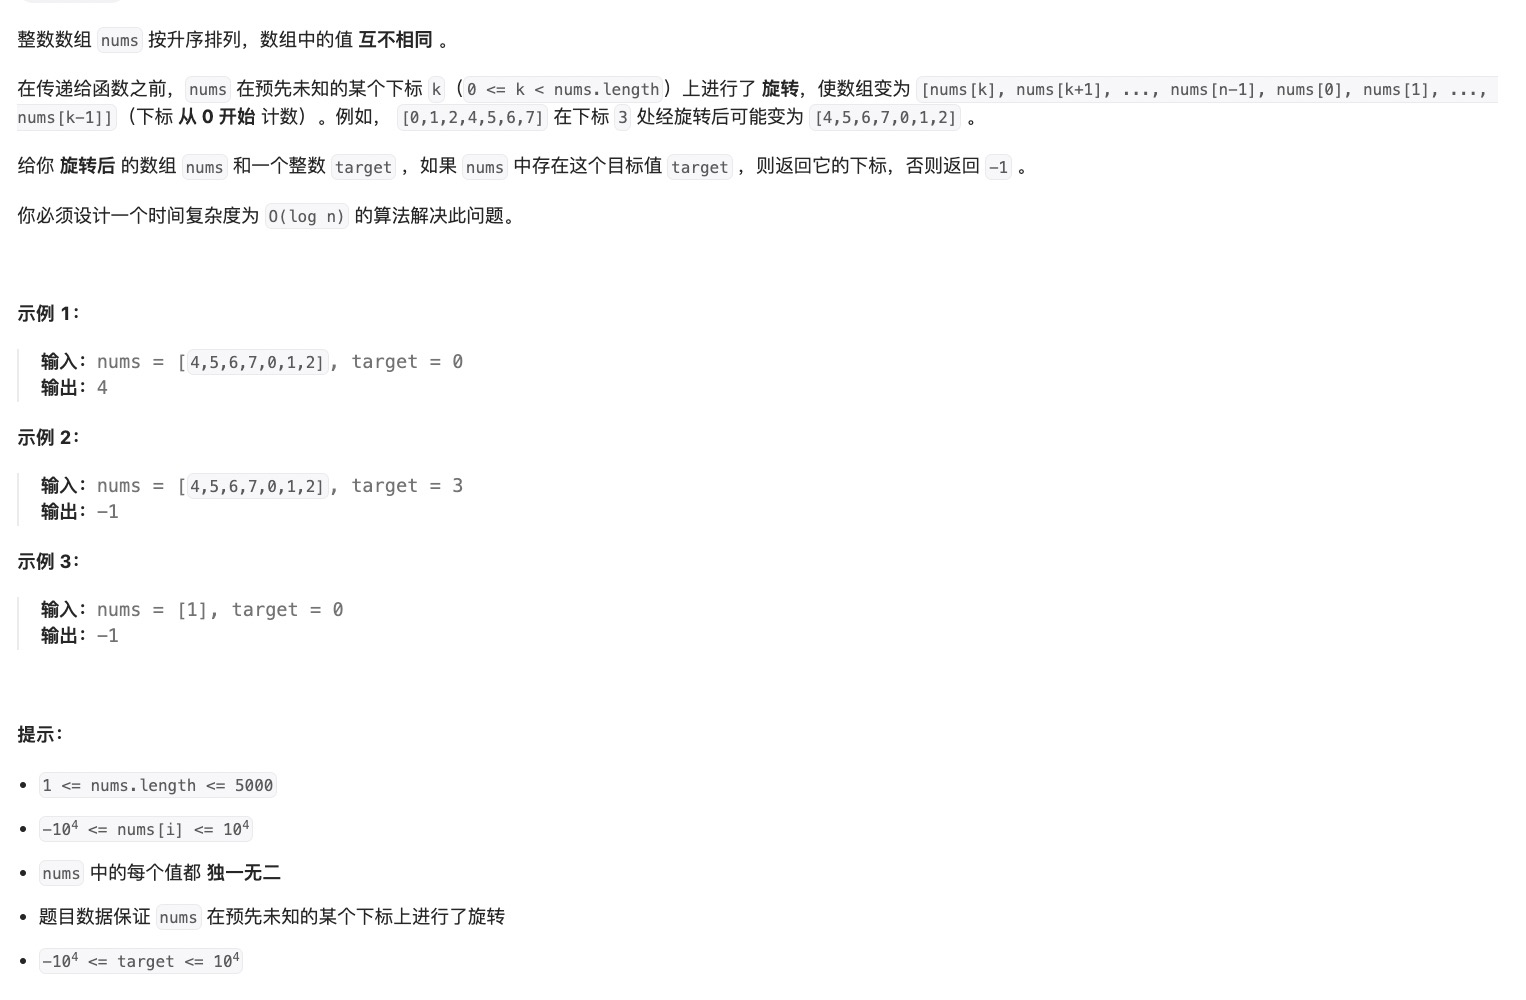 整数数组 nums 按升序排列，数组中的值 互不相同 。
在传递给函数之前，nums 在预先未知的某个下标 k（0 <= k < nums.length）上进行了 旋转，使数组变为 [nums[k], nums[k+1], ..., nums[n-1], nums[0], nums[1], ...,
nums[k-1]]（下标 从 0 开始 计数）。例如， [0,1,2,4,5,6,7] 在下标 3 处经旋转后可能变为 [4,5,6,7,0,1,2] 。
给你 旋转后 的数组 nums 和一个整数 target ，如果 nums 中存在这个目标值 target ，则返回它的下标，否则返回 -1 。
你必须设计一个时间复杂度为 O(log n) 的算法解决此问题。
示例 1：
输入：nums = [4,5,6,7,0,1,2], target = 0
输出：4
示例 2：
输入：nums = [4,5,6,7,0,1,2], target = 3
输出：-1
示例 3：
输入：nums = [1], target = 0
输出：-1
提示：
• 1 <= nums.length <= 5000
• -10⁴ <= nums[i] <= 10⁴
• nums 中的每个值都 独一无二
• 题目数据保证 nums 在预先未知的某个下标上进行了旋转
• -10⁴ <= target <= 10⁴